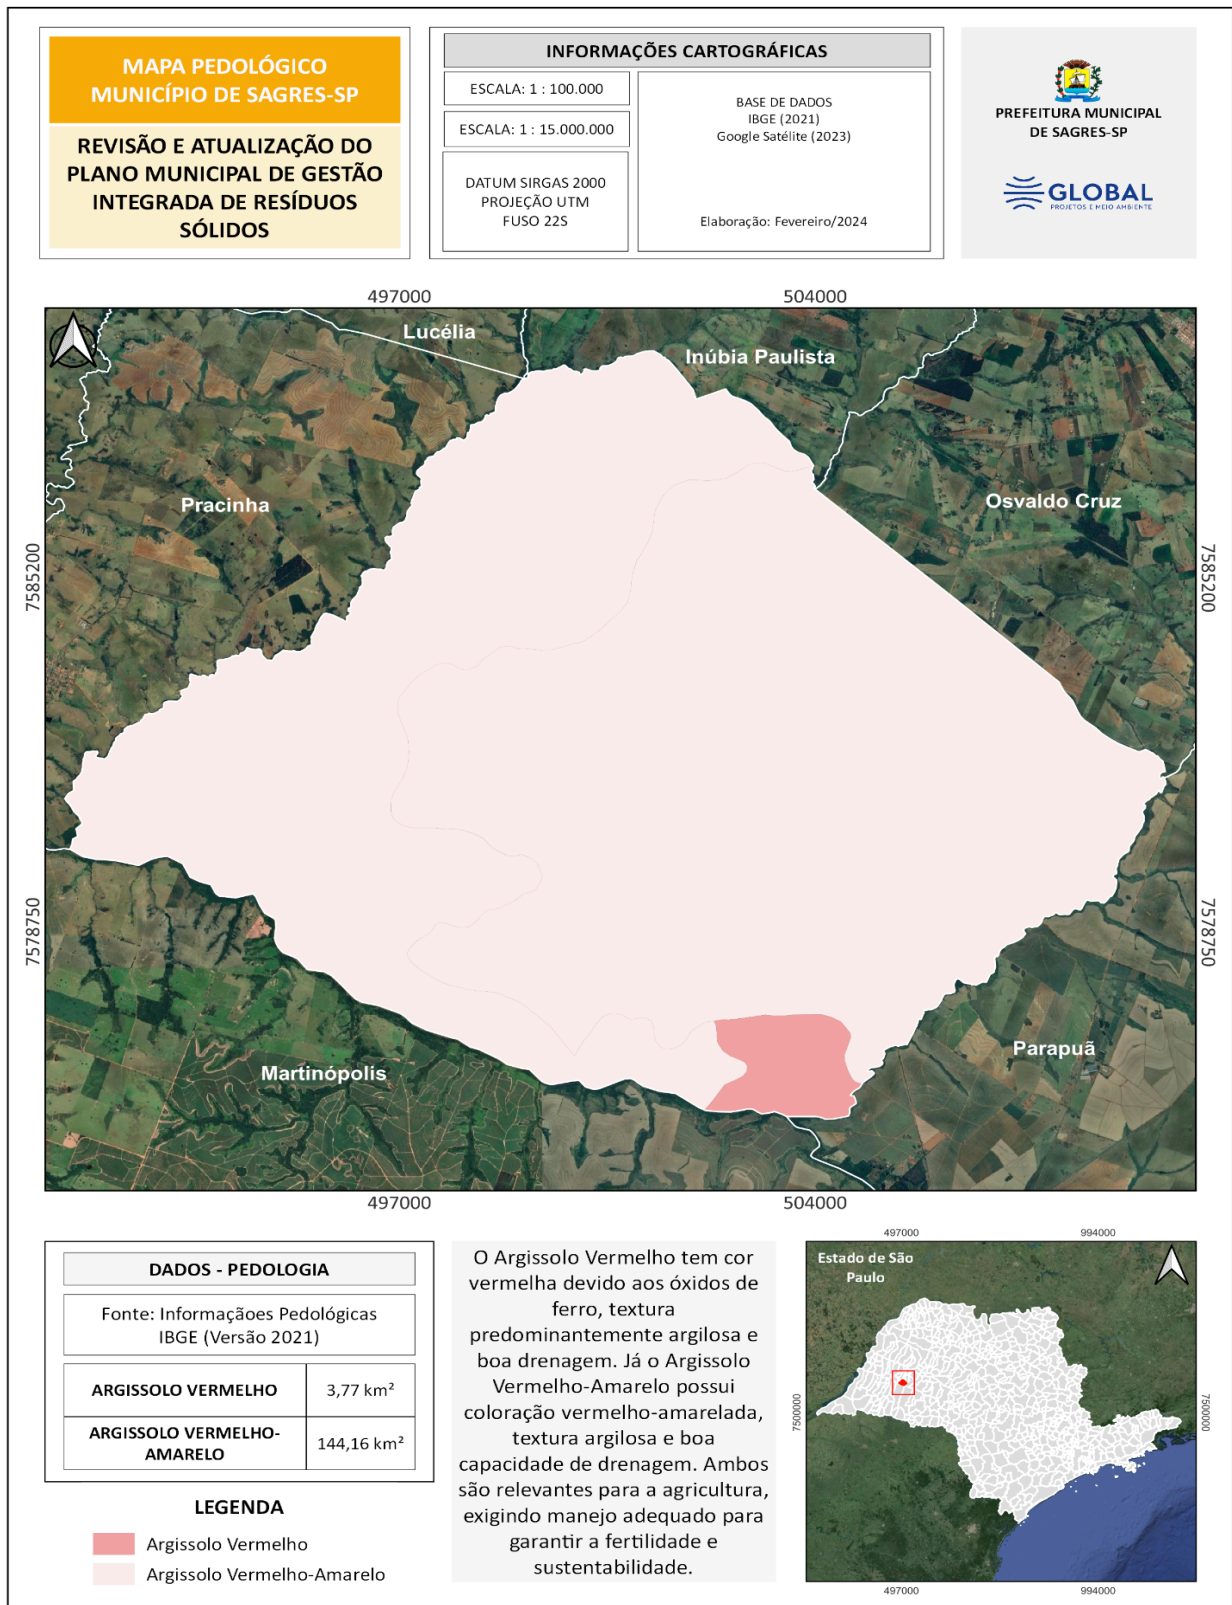 MAPA PEDOLÓGICO
MUNICÍPIO DE SAGRES-SP
REVISÃO E ATUALIZAÇÃO DO
PLANO MUNICIPAL DE GESTÃO
INTEGRADA DE RESÍDUOS
SÓLIDOS
INFORMAÇÕES CARTOGRÁFICAS
ESCALA: 1 : 100.000
ESCALA: 1 : 15.000.000
DATUM SIRGAS 2000
PROJEÇÃO UTM
FUSO 22S
BASE DE DADOS
IBGE (2021)
Google Satélite (2023)
Elaboração: Fevereiro/2024
PREFEITURA MUNICIPAL
DE SAGRES-SP
GLOBAL
PROJETOS E MEIO AMBIENTE
497000
504000
Lucélia
Inúbia Paulista
Pracinha
Osvaldo Cruz
7585200
7585200
7578750
7578750
Martinópolis
Parapuã
497000
504000
DADOS - PEDOLOGIA
Fonte: Informaçãoes Pedológicas
IBGE (Versão 2021)
ARGISSOLO VERMELHO
3,77 km²
ARGISSOLO VERMELHO-
AMARELO
144,16 km²
LEGENDA
Argissolo Vermelho
Argissolo Vermelho-Amarelo
O Argissolo Vermelho tem cor
vermelha devido aos óxidos de
ferro, textura
predominantemente argilosa e
boa drenagem. Já o Argissolo
Vermelho-Amarelo possui
coloração vermelho-amarelada,
textura argilosa e boa
capacidade de drenagem. Ambos
são relevantes para a agricultura,
exigindo manejo adequado para
garantir a fertilidade e
sustentabilidade.
497000
994000
Estado de São
Paulo
7500000
7500000
497000
994000